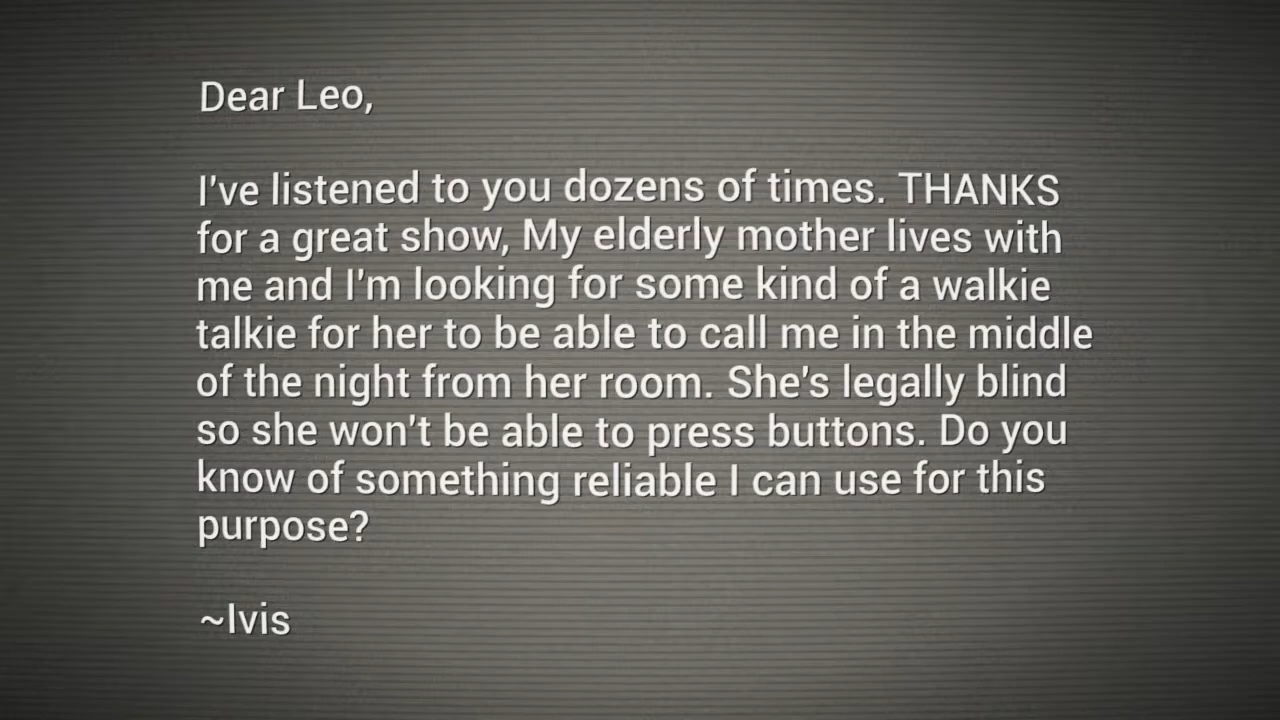 Dear Leo,
I've listened to you dozens of times. THANKS
for a great show, My elderly mother lives with
me and I'm looking for some kind of a walkie
talkie for her to be able to call me in the middle
of the night from her room. She's legally blind
so she won't be able to press buttons. Do you
know of something reliable I can use for this
purpose?
~Ivis